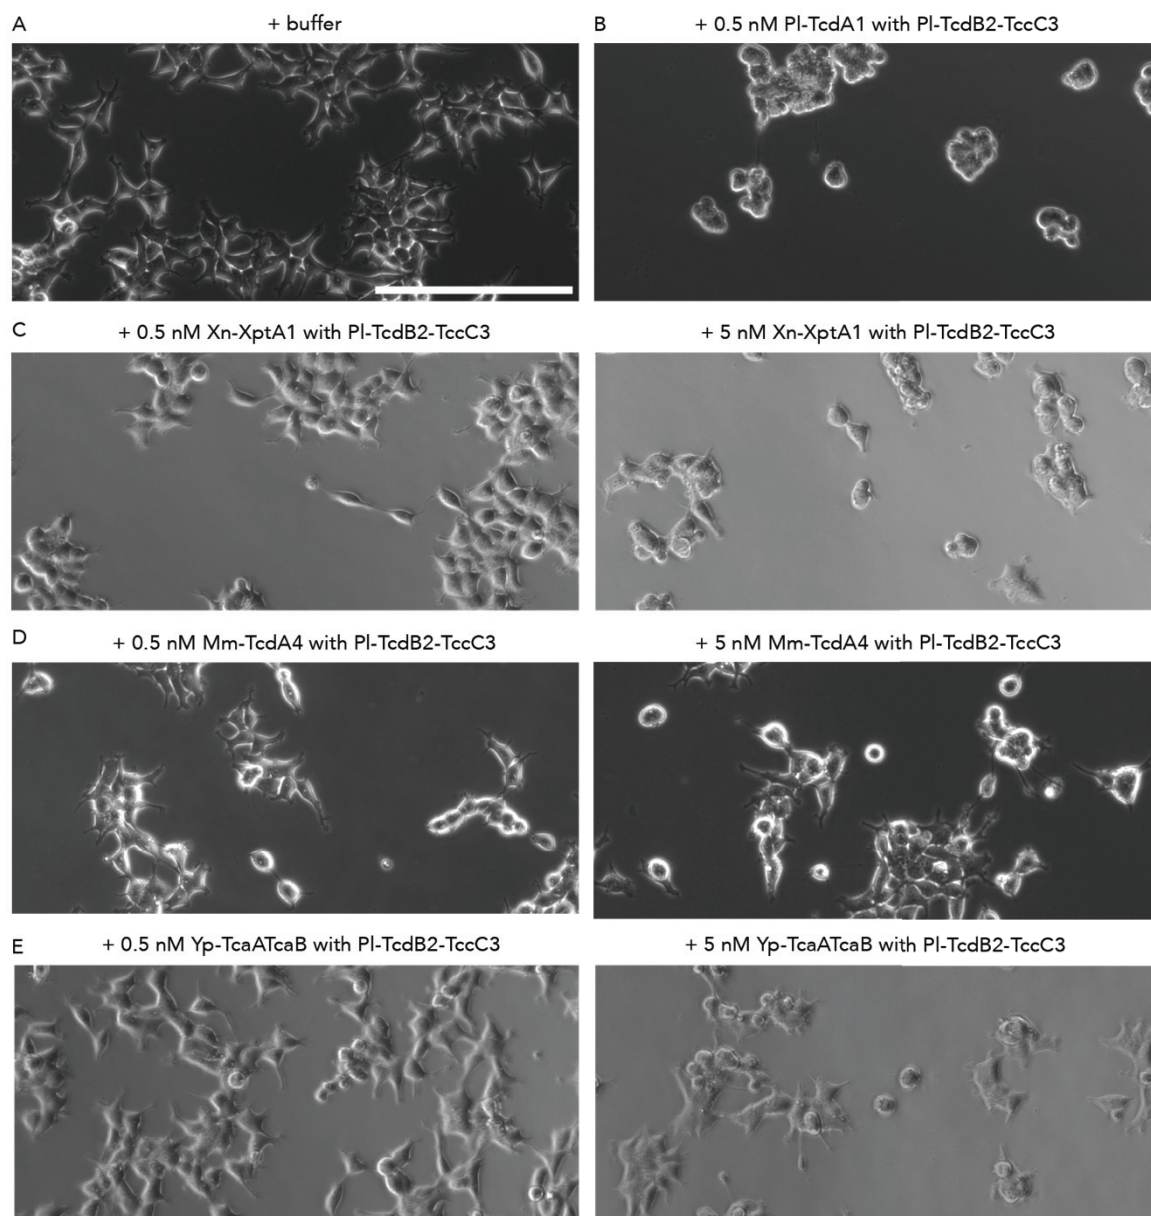 A + buffer
B + 0.5 nM Pl-TcdA1 with Pl-TcdB2-TccC3
C + 0.5 nM Xn-XptA1 with Pl-TcdB2-TccC3
+ 5 nM Xn-XptA1 with Pl-TcdB2-TccC3
D + 0.5 nM Mm-TcdA4 with Pl-TcdB2-TccC3
+ 5 nM Mm-TcdA4 with Pl-TcdB2-TccC3
E + 0.5 nM Yp-TcaATcaB with Pl-TcdB2-TccC3
+ 5 nM Yp-TcaATcaB with Pl-TcdB2-TccC3